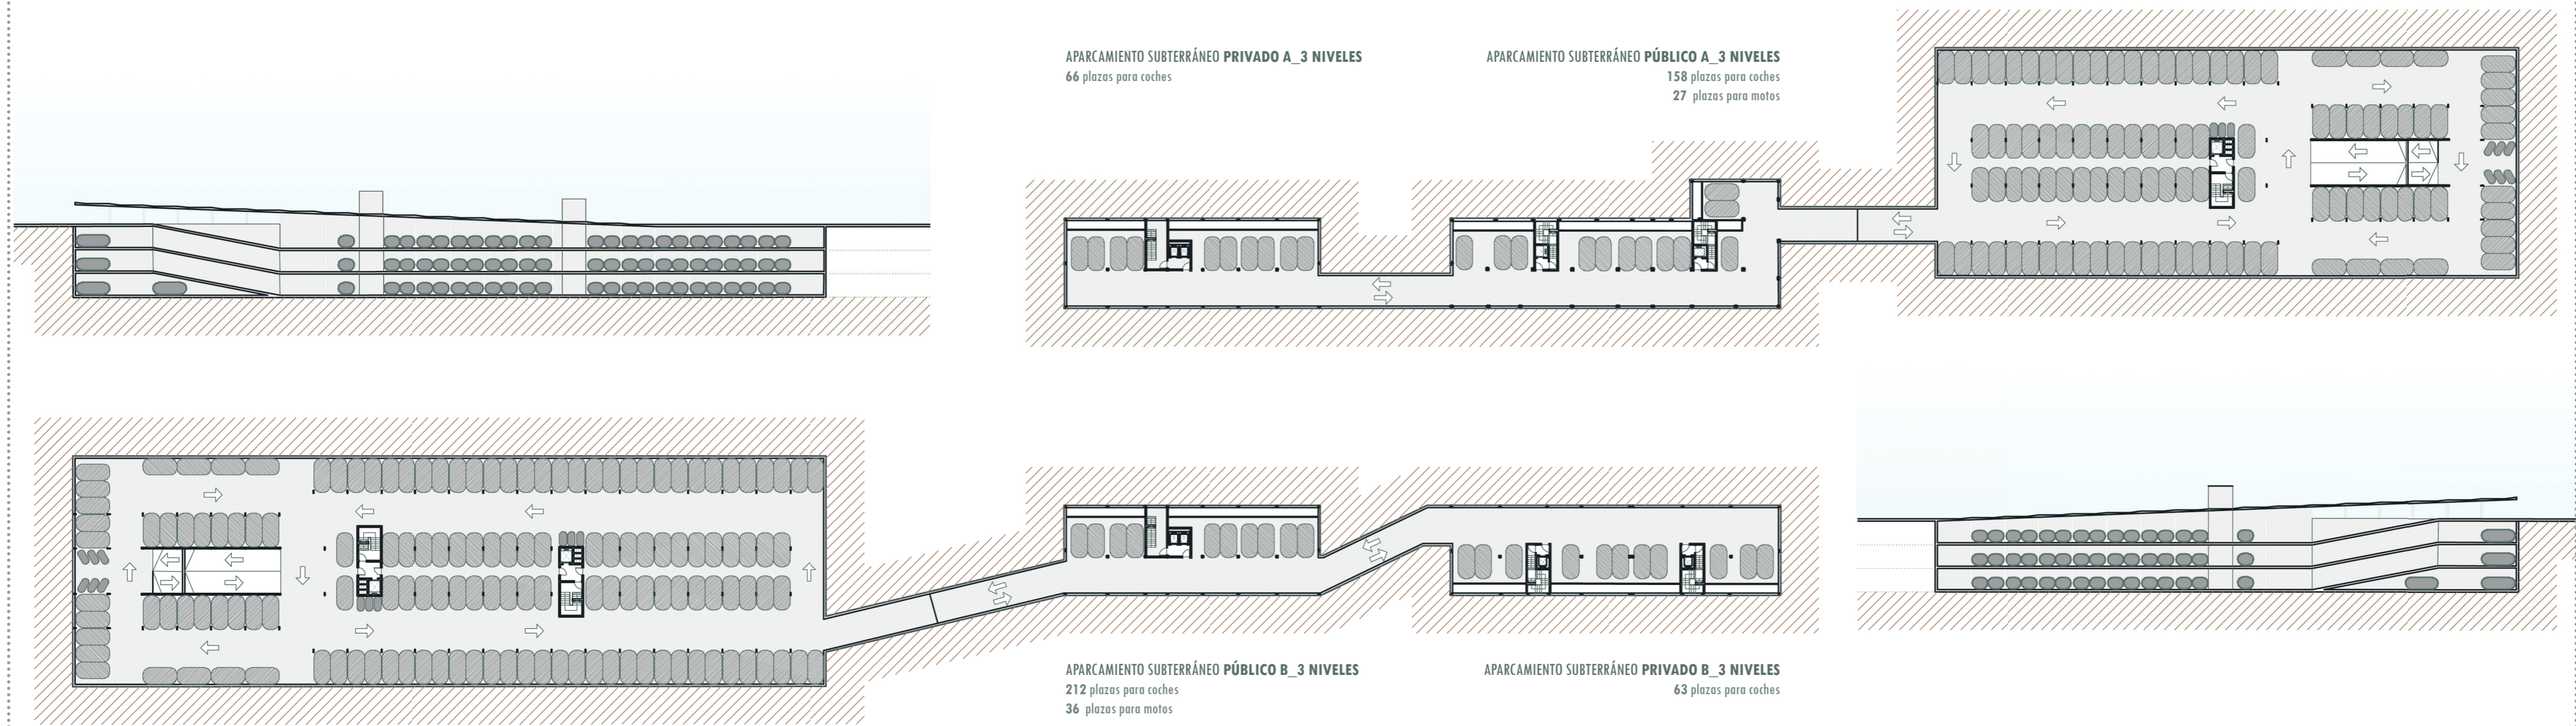 APARCAMIENTO SUBTERRÁNEO PRIVADO A_3 NIVELES
66 plazas para coches
APARCAMIENTO SUBTERRÁNEO PÚBLICO A_3 NIVELES
158 plazas para coches
27 plazas para motos
APARCAMIENTO SUBTERRÁNEO PÚBLICO B_3 NIVELES
212 plazas para coches
36 plazas para motos
APARCAMIENTO SUBTERRÁNEO PRIVADO B_3 NIVELES
63 plazas para coches